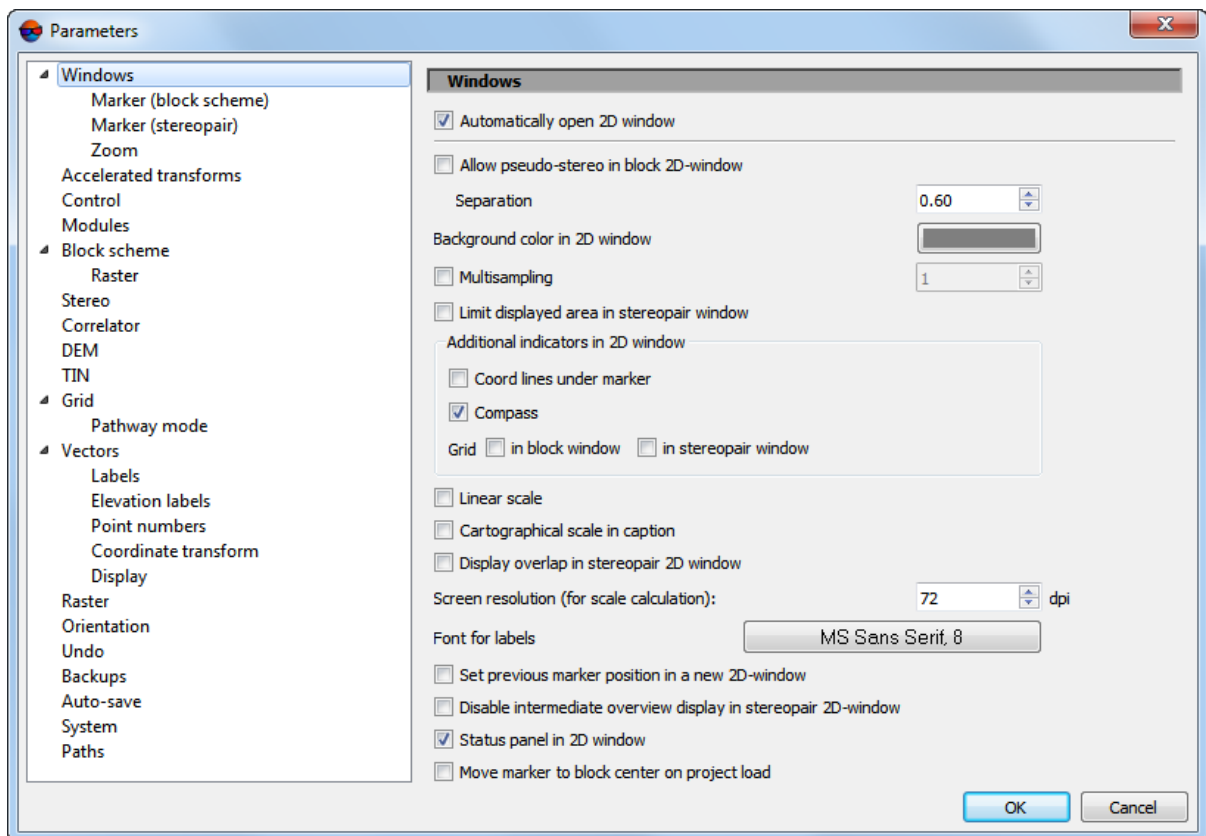 Parameters
Windows
Marker (block scheme)
Marker (stereopair)
Zoom
Accelerated transforms
Control
Modules
Block scheme
Raster
Stereo
Correlator
DEM
TIN
Grid
Pathway mode
Vectors
Labels
Elevation labels
Point numbers
Coordinate transform
Display
Raster
Orientation
Undo
Backups
Auto-save
System
Paths
Windows
Automatically open 2D window
Allow pseudo-stereo in block 2D-window
Separation 0.60
Background color in 2D window
Multisampling 1
Limit displayed area in stereopair window
Additional indicators in 2D window
Coord lines under marker
Compass
Grid in block window in stereopair window
Linear scale
Cartographical scale in caption
Display overlap in stereopair 2D window
Screen resolution (for scale calculation): 72 dpi
Font for labels MS Sans Serif, 8
Set previous marker position in a new 2D-window
Disable intermediate overview display in stereopair 2D-window
Status panel in 2D window
Move marker to block center on project load
OK Cancel